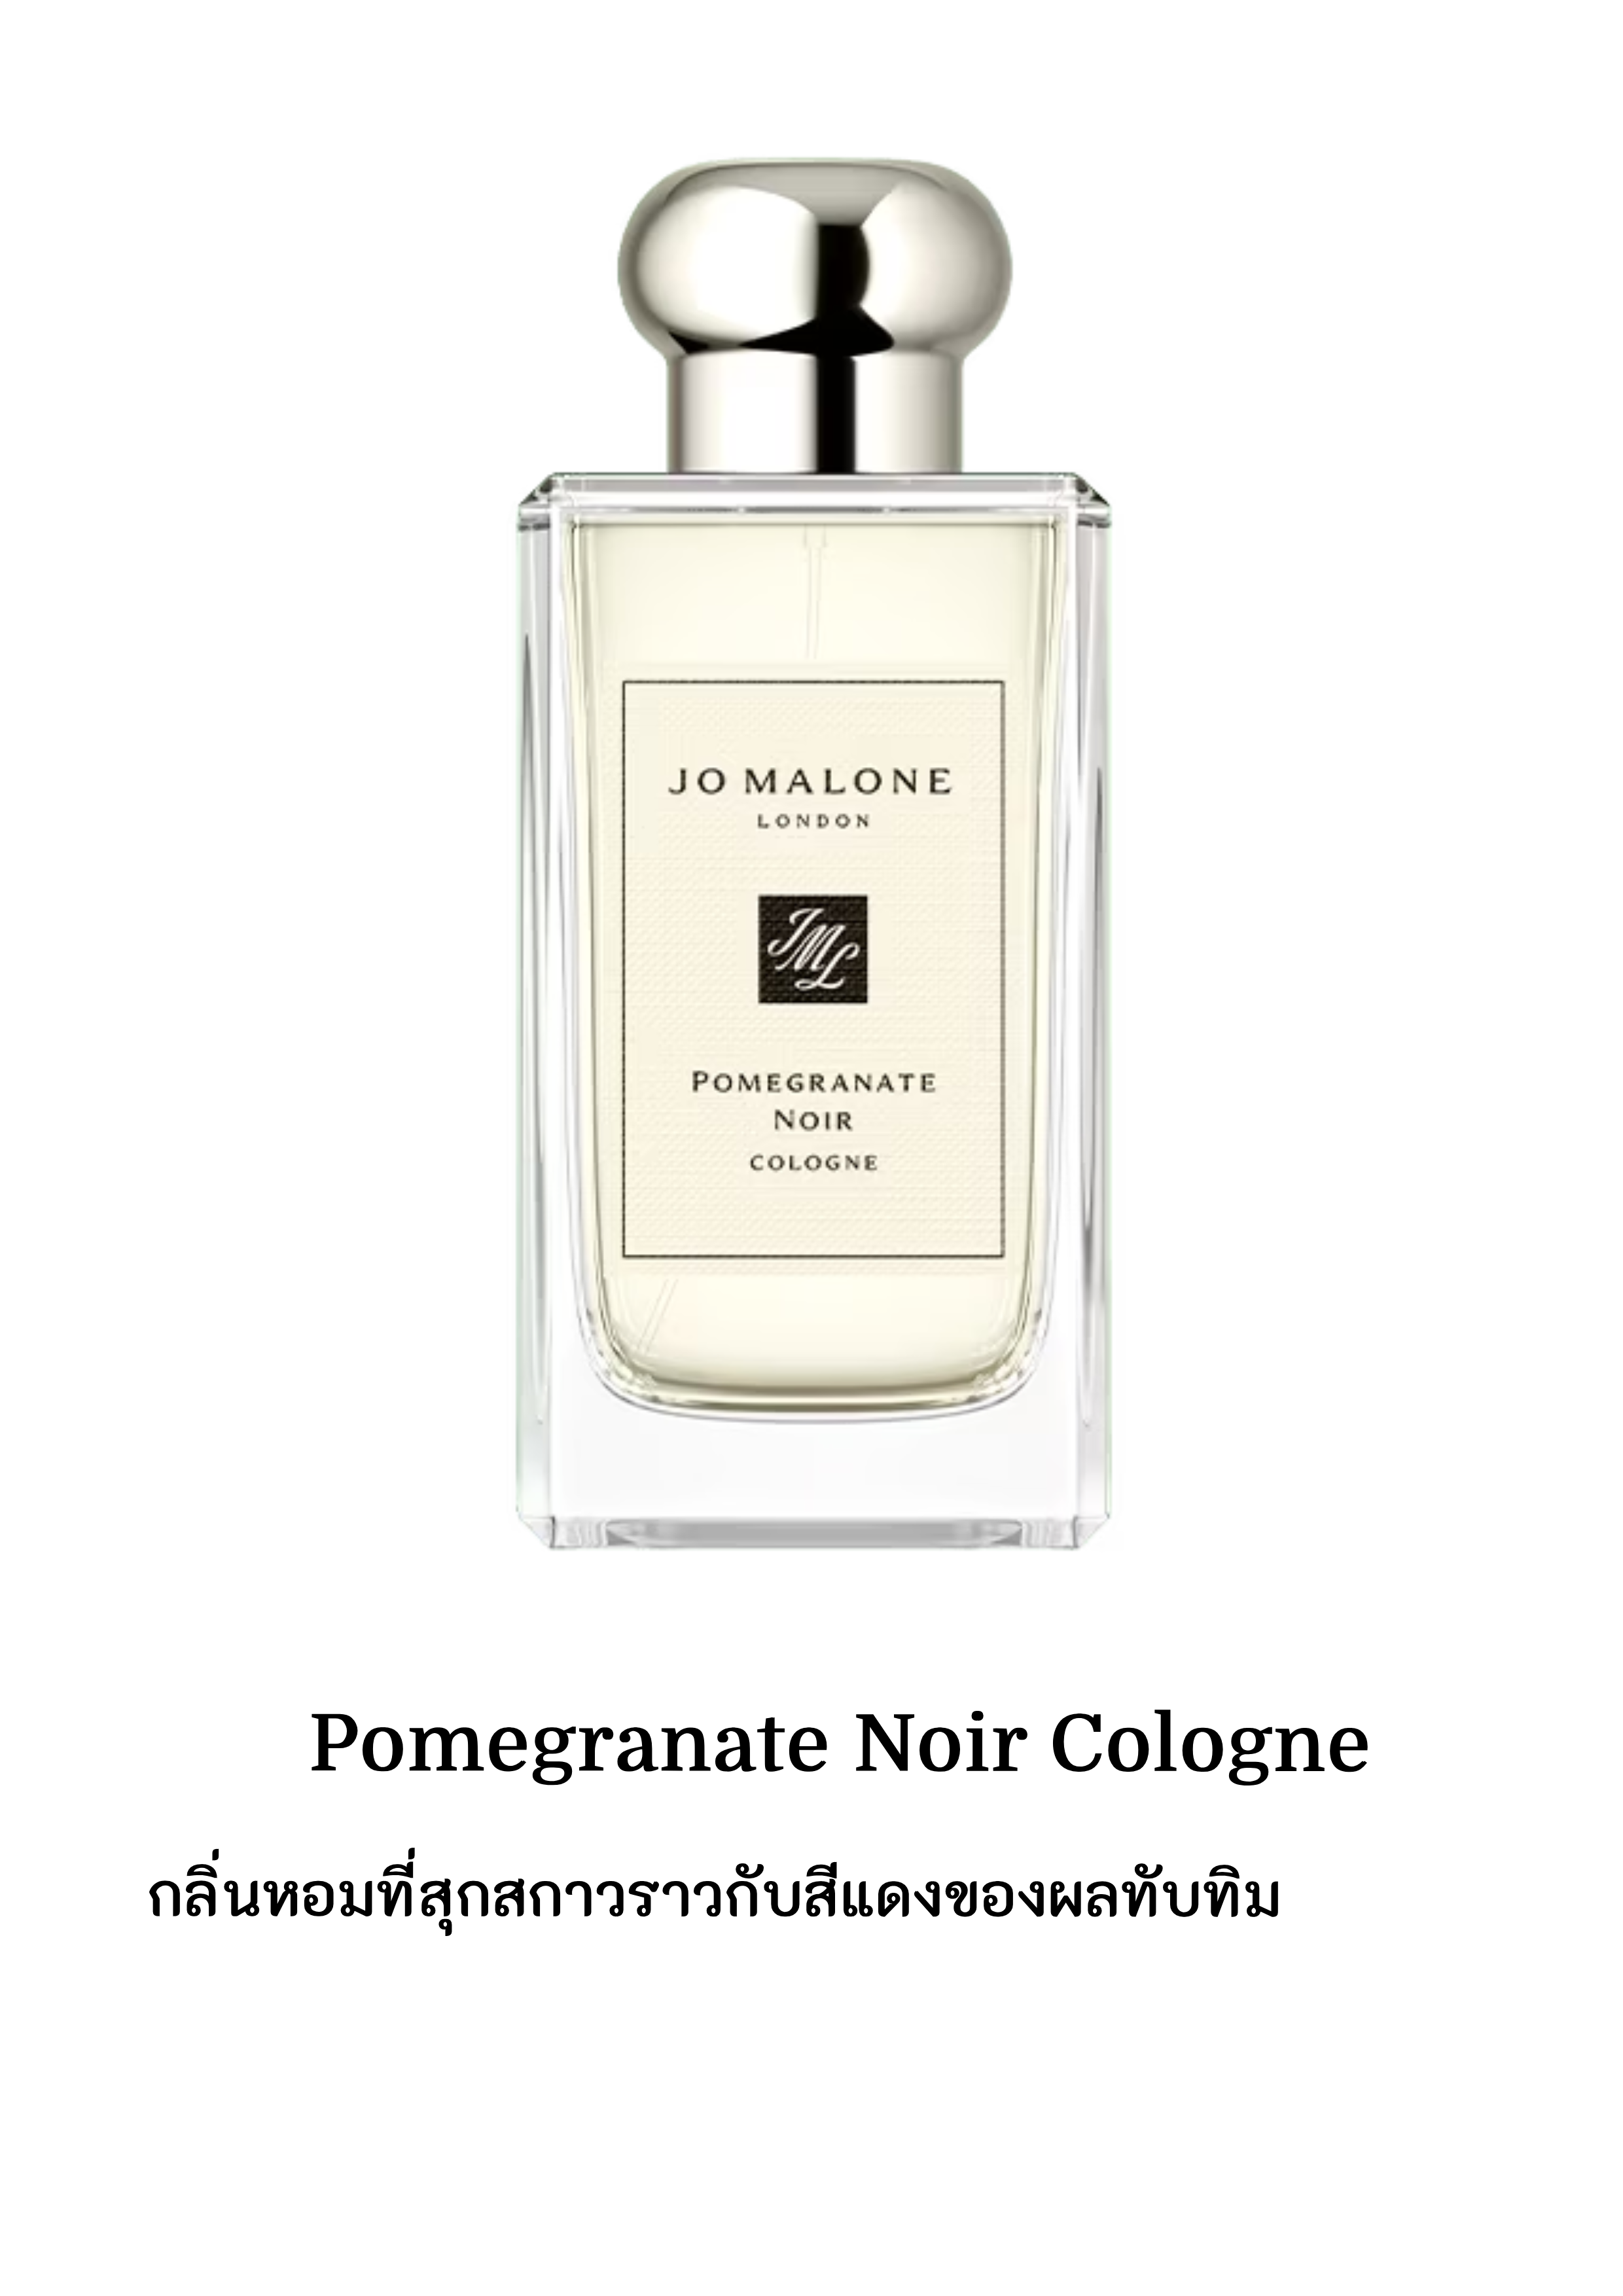 JO MALONE
LONDON
JML
POMEGRANATE
NOIR
COLOGNE
Pomegranate Noir Cologne
กลิ่นหอมที่สุกสกาวราวกับสีแดงของผลทับทิม